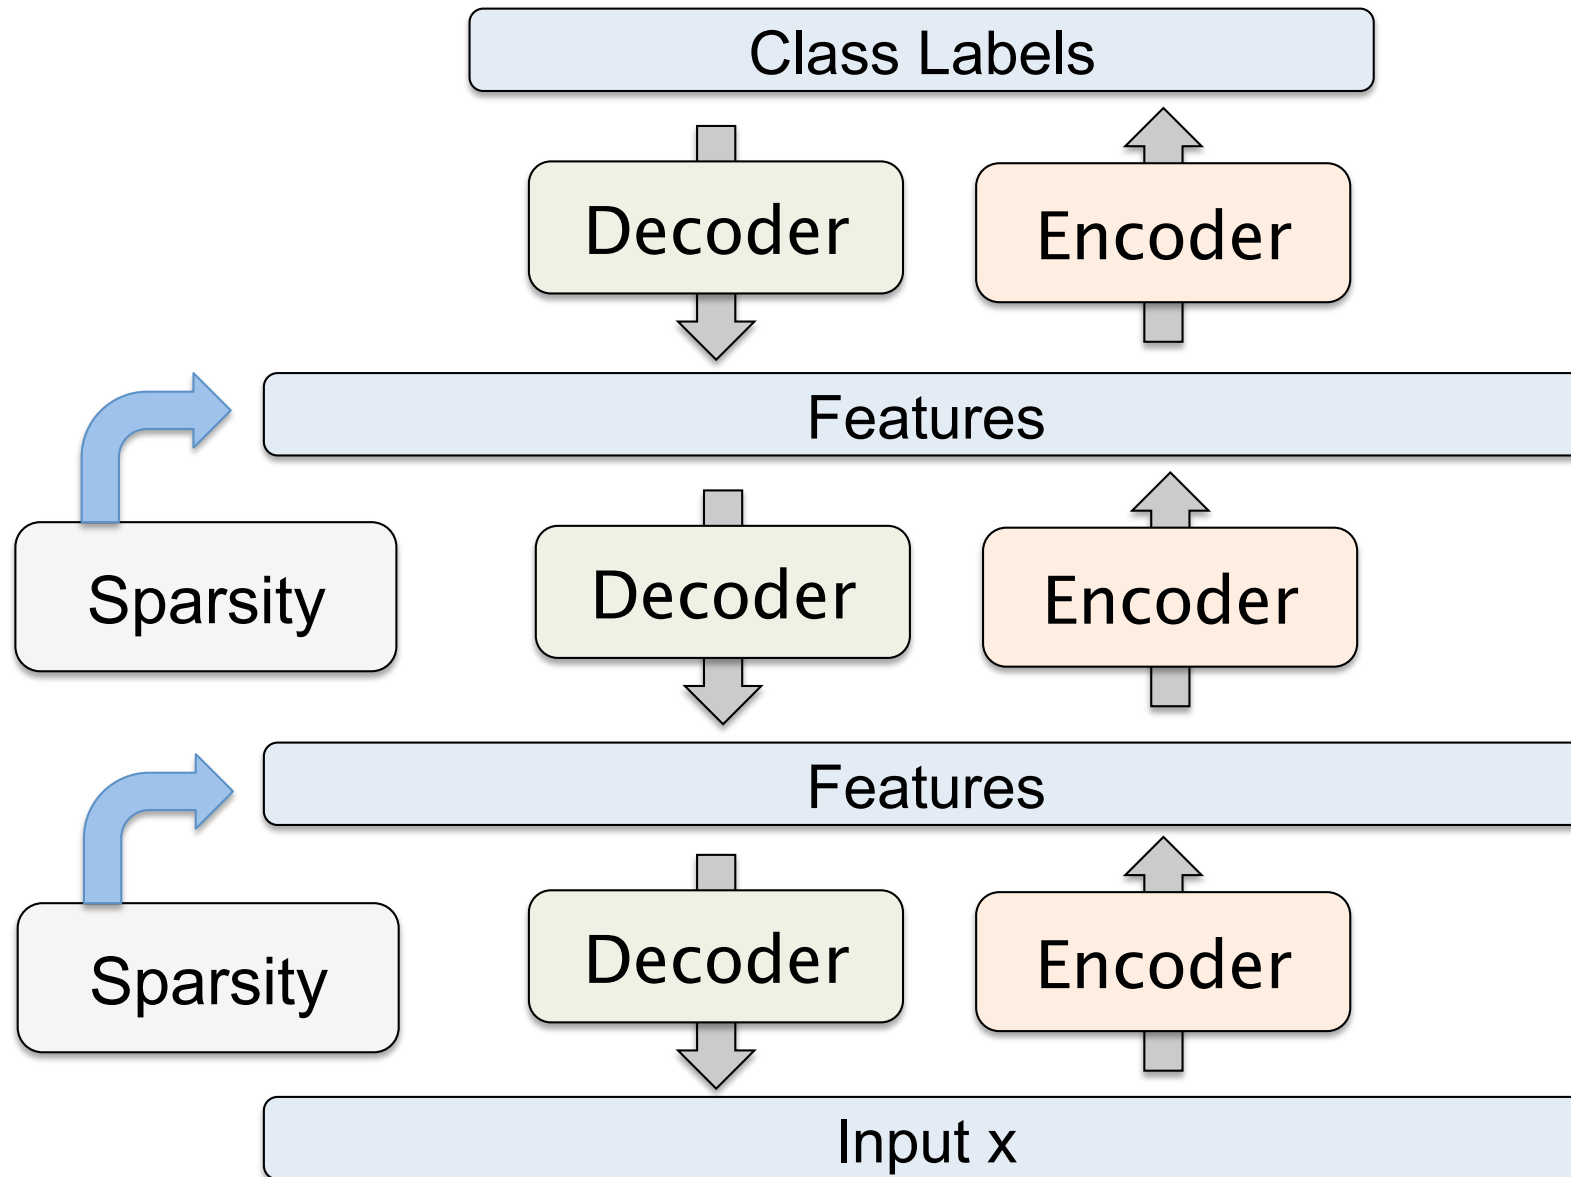 Class Labels
Decoder
Encoder
Features
Sparsity
Decoder
Encoder
Features
Sparsity
Decoder
Encoder
Input x